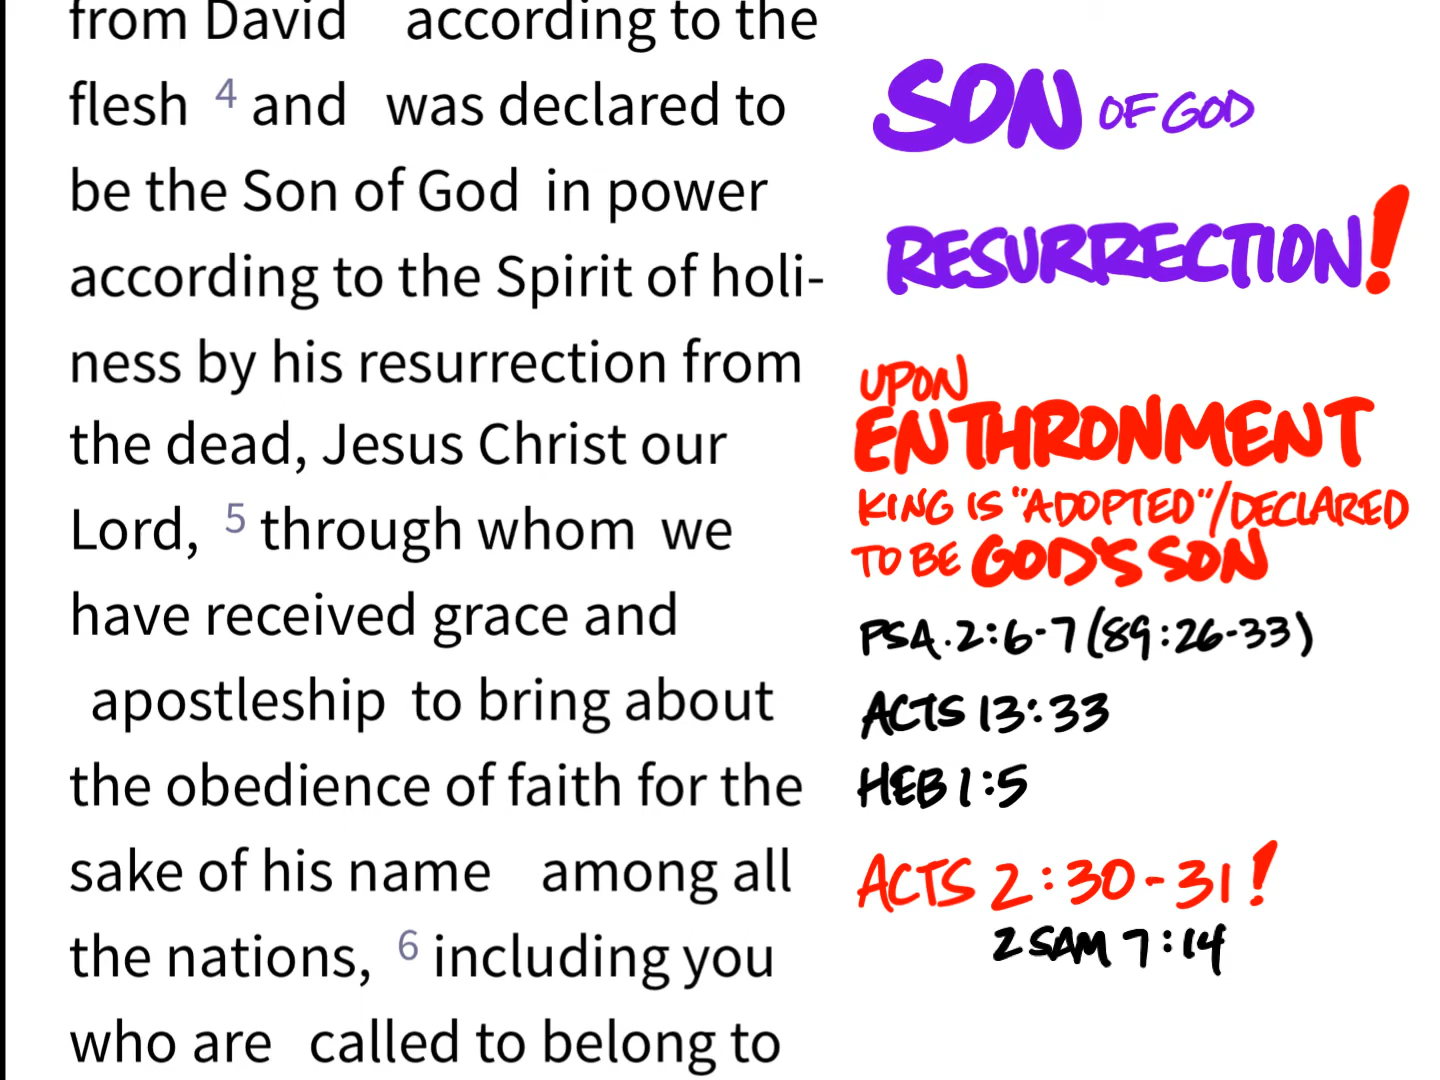 from David according to the
flesh 4 and was declared to
be the Son of God in power
according to the Spirit of holi-
ness by his resurrection from
the dead, Jesus Christ our
Lord, 5 through whom we
have received grace and
apostleship to bring about
the obedience of faith for the
sake of his name among all
the nations, 6 including you
who are called to belong to
SON OF GOD
RESURRECTION!
UPON
ENTHRONMENT
KING IS "ADOPTED"/DECLARED
TO BE GOD'S SON
PSA. 2:6-7 (89:26-33)
ACTS 13:33
HEB 1:5
ACTS 2:30-31!
2 SAM 7:14